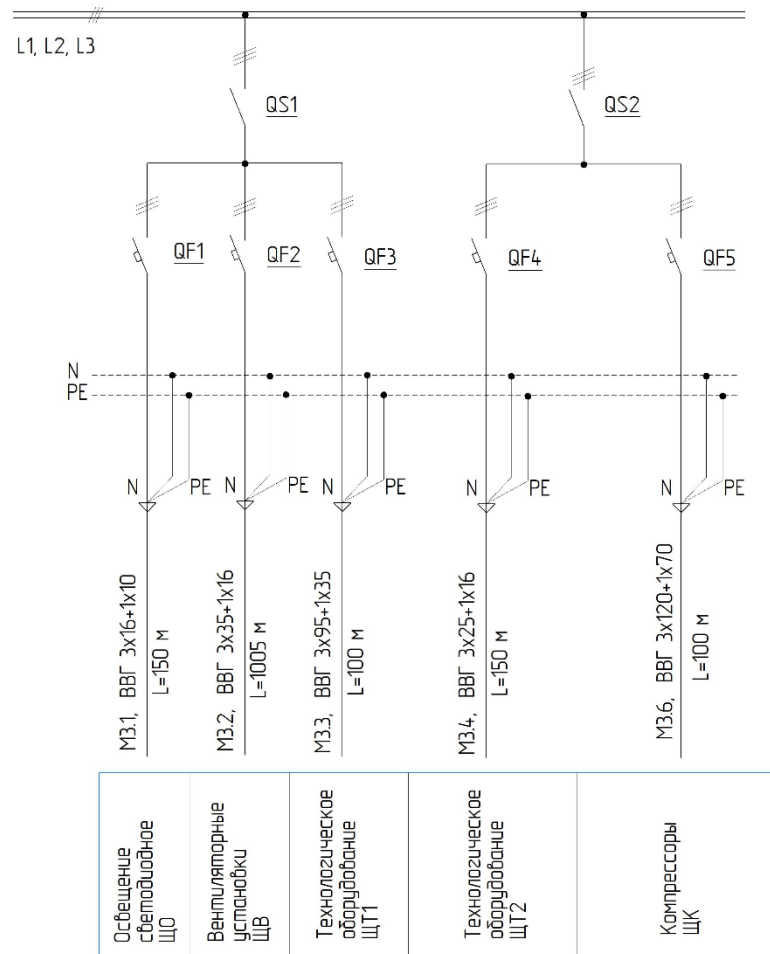 L1, L2, L3
QS1
QS2
QF1
QF2
QF3
QF4
QF5
N
PE
N
PE
N
PE
N
PE
N
PE
N
PE
М3.1, ВВГ 3х16+1х10
L=150 м
М3.2, ВВГ 3х35+1х16
L=1005 м
М3.3, ВВГ 3х95+1х35
L=100 м
М3.4, ВВГ 3х25+1х16
L=150 м
М3.6, ВВГ 3х120+1х70
L=100 м
Освещение
светодиодное
ЩО
Вентиляторные
установки
ЩВ
Технологическое
оборудование
ЩТ1
Технологическое
оборудование
ЩТ2
Компрессоры
ЩК